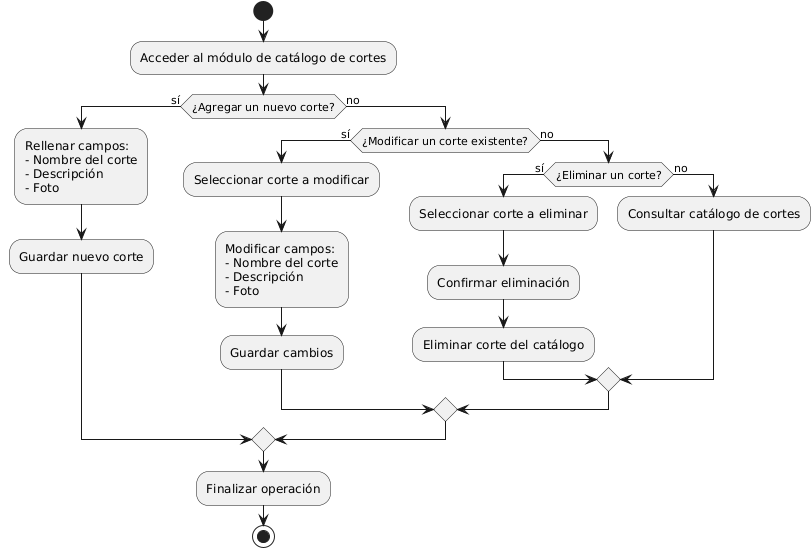 Acceder al módulo de catálogo de cortes
sí
¿Agregar un nuevo corte?
no
Rellenar campos:
- Nombre del corte
- Descripción
- Foto
Guardar nuevo corte
sí
¿Modificar un corte existente?
no
Seleccionar corte a modificar
Modificar campos:
- Nombre del corte
- Descripción
- Foto
Guardar cambios
sí
¿Eliminar un corte?
no
Seleccionar corte a eliminar
Confirmar eliminación
Eliminar corte del catálogo
Consultar catálogo de cortes
Finalizar operación